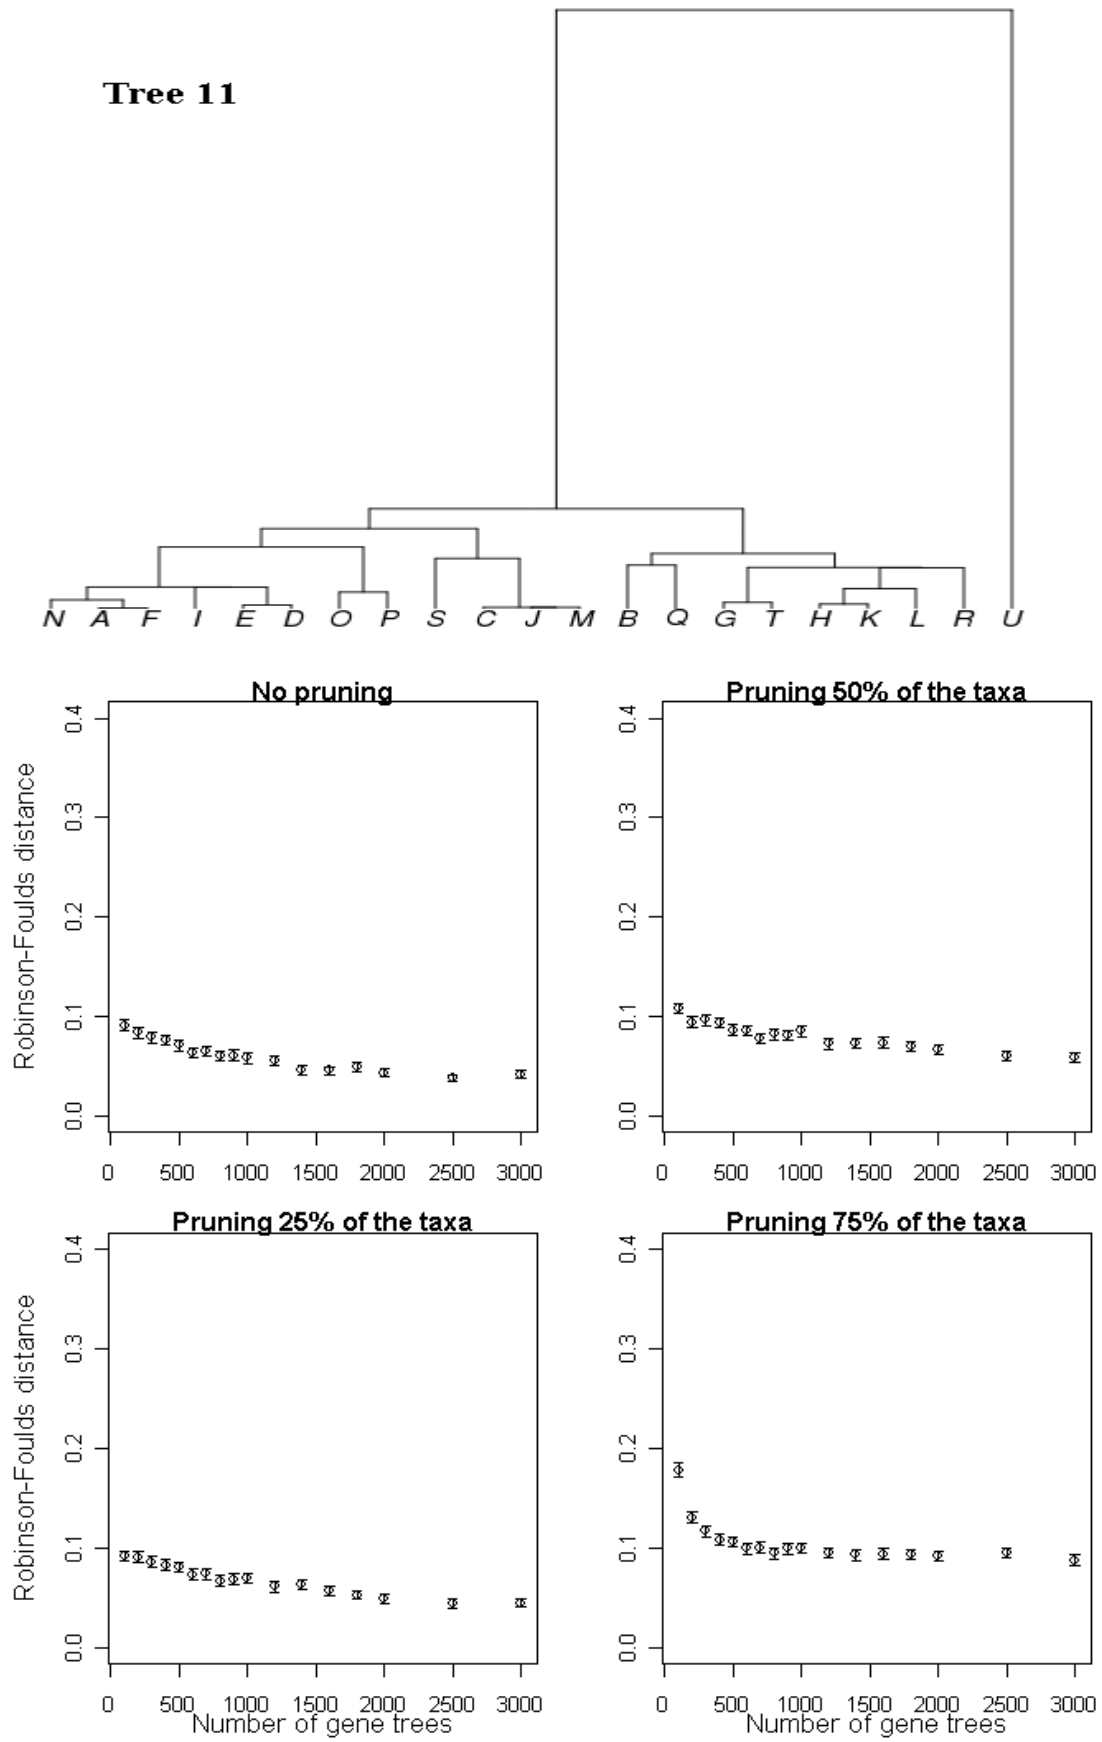 Tree 11
N A F I E D O P S C J M B Q G T H K L R U
No pruning
Robinson-Foulds distance
0.4
0.3
0.2
0.1
0.0
0 500 1000 1500 2000 2500 3000
Pruning 50% of the taxa
0.4
0.3
0.2
0.1
0.0
0 500 1000 1500 2000 2500 3000
Pruning 25% of the taxa
Robinson-Foulds distance
0.4
0.3
0.2
0.1
0.0
0 500 1000 1500 2000 2500 3000
Number of gene trees
Pruning 75% of the taxa
0.4
0.3
0.2
0.1
0.0
0 500 1000 1500 2000 2500 3000
Number of gene trees